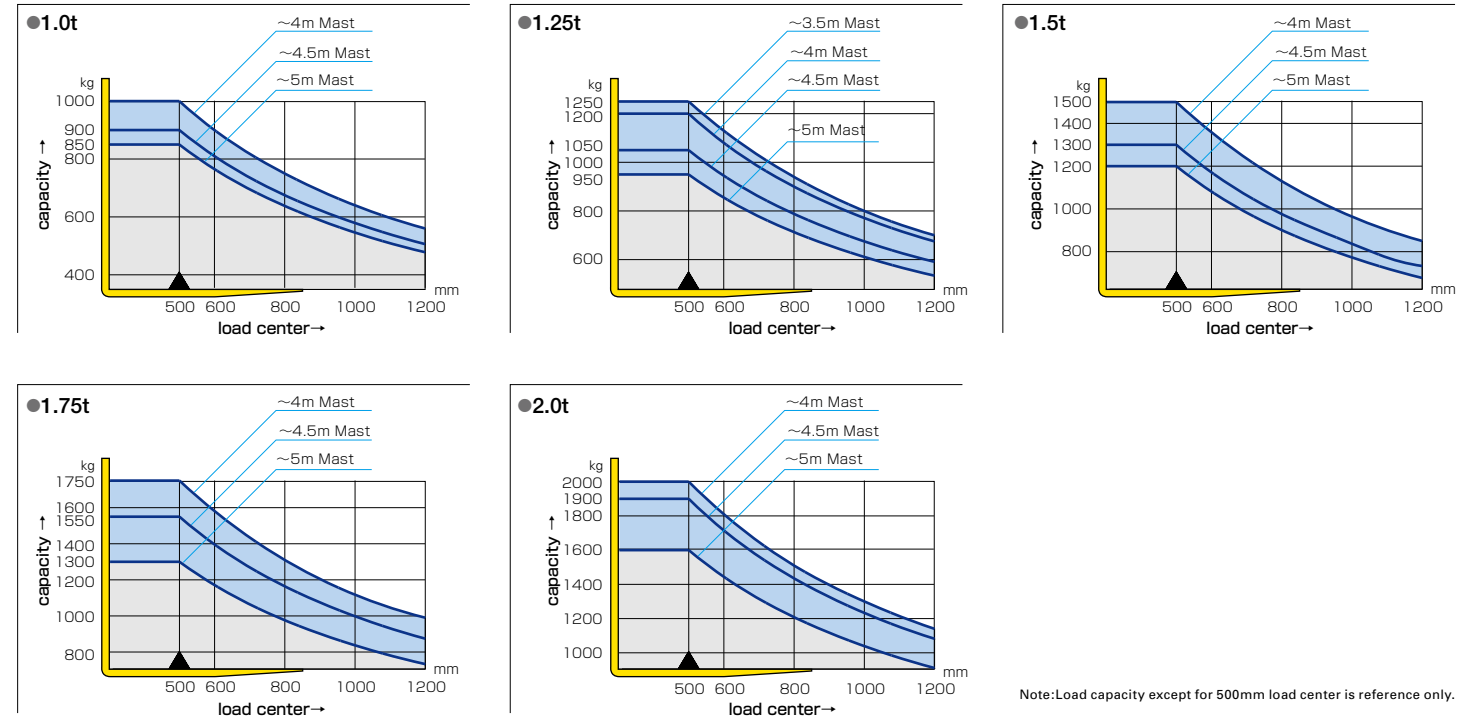 ●1.0t
～4m Mast
～4.5m Mast
～5m Mast
kg
1000
900
850
800
600
400
capacity →
500 600 800 1000 1200
mm
load center→
●1.25t
～3.5m Mast
～4m Mast
～4.5m Mast
～5m Mast
kg
1250
1200
1050
1000
950
800
600
capacity →
500 600 800 1000 1200
mm
load center→
●1.5t
～4m Mast
～4.5m Mast
～5m Mast
kg
1500
1400
1300
1200
1000
800
capacity →
500 600 800 1000 1200
mm
load center→
●1.75t
～4m Mast
～4.5m Mast
～5m Mast
kg
1750
1600
1550
1400
1300
1200
1000
800
capacity →
500 600 800 1000 1200
mm
load center→
●2.0t
～4m Mast
～4.5m Mast
～5m Mast
kg
2000
1900
1800
1600
1400
1200
1000
capacity →
500 600 800 1000 1200
mm
load center→
Note:Load capacity except for 500mm load center is reference only.